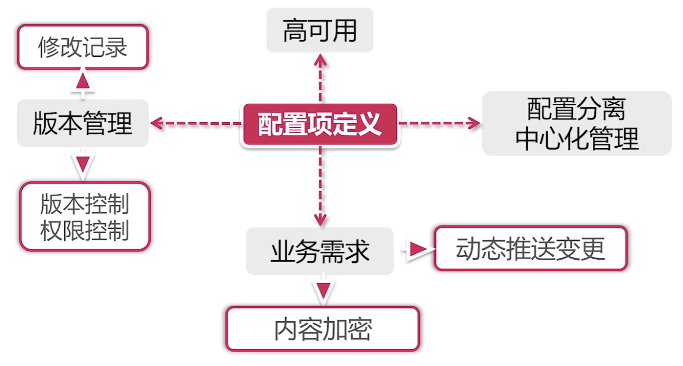 高可用
修改记录
版本管理
配置项定义
配置分离
中心化管理
版本控制
权限控制
业务需求
动态推送变更
内容加密